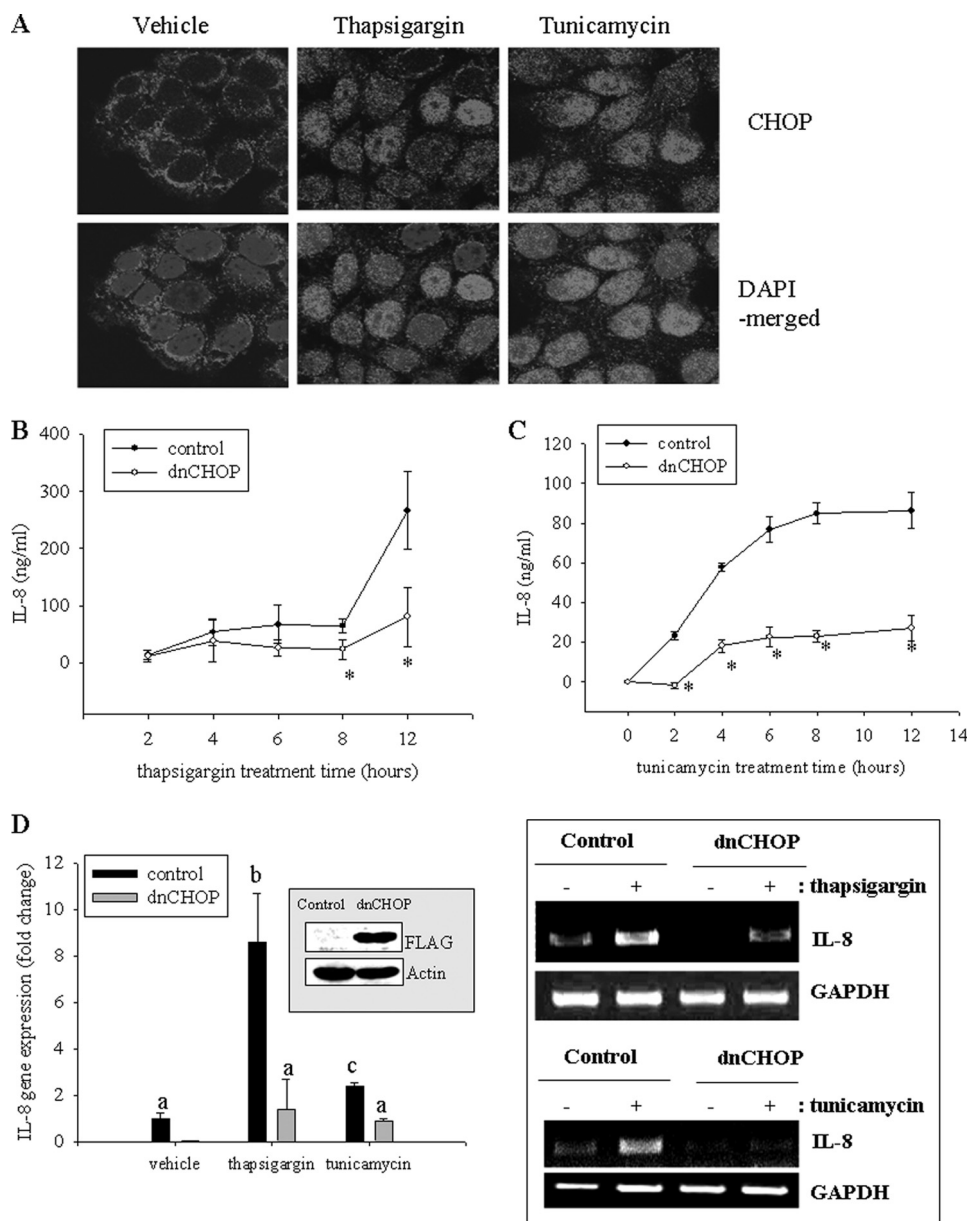 A
Vehicle Thapsigargin Tunicamycin
CHOP
DAPI
-merged
B
400
300
200
100
0
IL-8 (ng/ml)
control
dnCHOP
*
*
2 4 6 8 12
thapsigargin treatment time (hours)
C
120
100
80
60
40
20
0
IL-8 (ng/ml)
control
dnCHOP
* * * * *
0 2 4 6 8 10 12 14
tunicamycin treatment time (hours)
D
12
10
8
6
4
2
0
IL-8 gene expression (fold change)
control
dnCHOP
a b a c a
vehicle thapsigargin tunicamycin
Control dnCHOP
FLAG
Actin
Control dnCHOP
- + - + : thapsigargin
IL-8
GAPDH
Control dnCHOP
- + - + : tunicamycin
IL-8
GAPDH